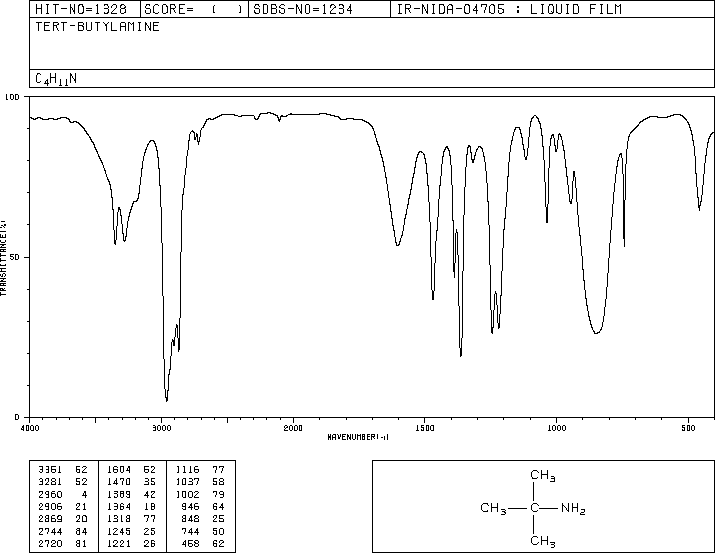 HIT-NO=1328 SCORE= ( ) SDBS-NO=1234 IR-NIDA-04705 : LIQUID FILM
TERT-BUTYLAMINE
C4H11N
100
50
0
TRANSMITTANCE(%)
4000 3000 2000 1500 1000 500
WAVENUMBER(-1)
3361 52 1604 52 1116 77
3281 52 1470 35 1037 58
2960 4 1389 42 1002 79
2906 21 1364 18 946 64
2869 20 1318 77 848 25
2744 84 1245 25 744 50
2720 81 1221 26 458 62
CH3
CH3 C NH2
CH3